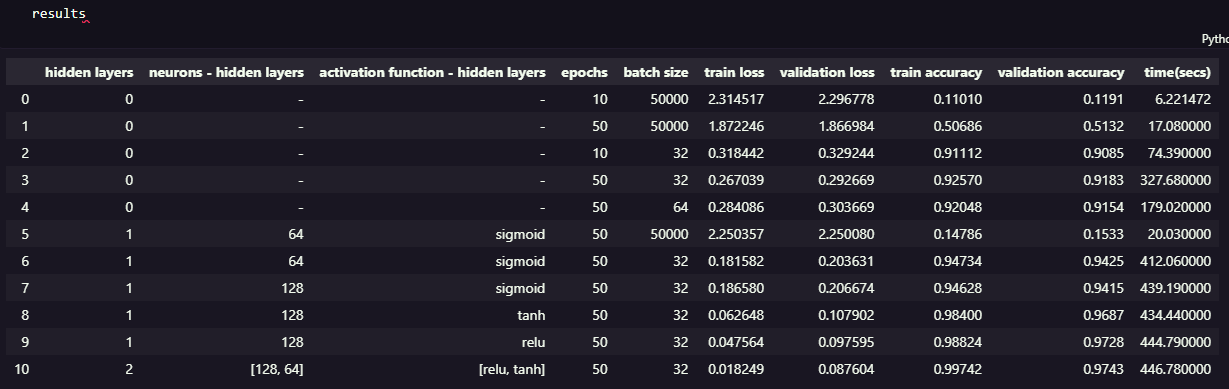 results
Pytho
hidden layers neurons - hidden layers activation function - hidden layers epochs batch size train loss validation loss train accuracy validation accuracy time(secs)
0 0 - - 10 50000 2.314517 2.296778 0.11010 0.1191 6.221472
1 0 - - 50 50000 1.872246 1.866984 0.50686 0.5132 17.080000
2 0 - - 10 32 0.318442 0.329244 0.91112 0.9085 74.390000
3 0 - - 50 32 0.267039 0.292669 0.92570 0.9183 327.680000
4 0 - - 50 64 0.284086 0.303669 0.92048 0.9154 179.020000
5 1 64 sigmoid 50 50000 2.250357 2.250080 0.14786 0.1533 20.030000
6 1 64 sigmoid 50 32 0.181582 0.203631 0.94734 0.9425 412.060000
7 1 128 sigmoid 50 32 0.186580 0.206674 0.94628 0.9415 439.190000
8 1 128 tanh 50 32 0.062648 0.107902 0.98400 0.9687 434.440000
9 1 128 relu 50 32 0.047564 0.097595 0.98824 0.9728 444.790000
10 2 [128, 64] [relu, tanh] 50 32 0.018249 0.087604 0.99742 0.9743 446.780000